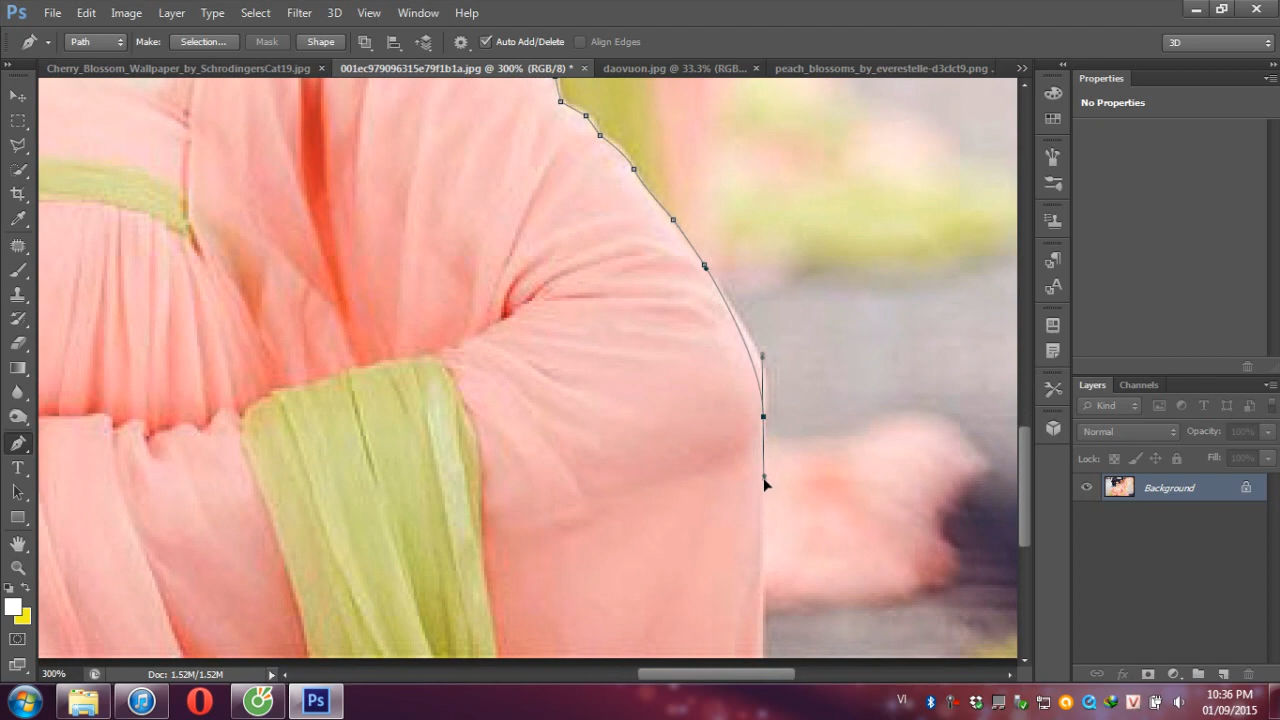 Ps File Edit Image Layer Type Select Filter 3D View Window Help
Path Make: Selection... Mask Shape Auto Add/Delete Align Edges 3D
Cherry_Blossom_Wallpaper_by_SchrodingersCat19.jpg × 001ec979096315e79f1b1a.jpg @ 300% (RGB/8) * × daovuon.jpg @ 33.3% (RGB... × peach_blossoms_by_everestelle-d3clct9.png .
Properties
No Properties
Layers Channels
Kind
Normal Opacity: 100%
Lock: Fill: 100%
Background
300% Doc: 1.52M/1.52M
Ps VI 10:36 PM
01/09/2015